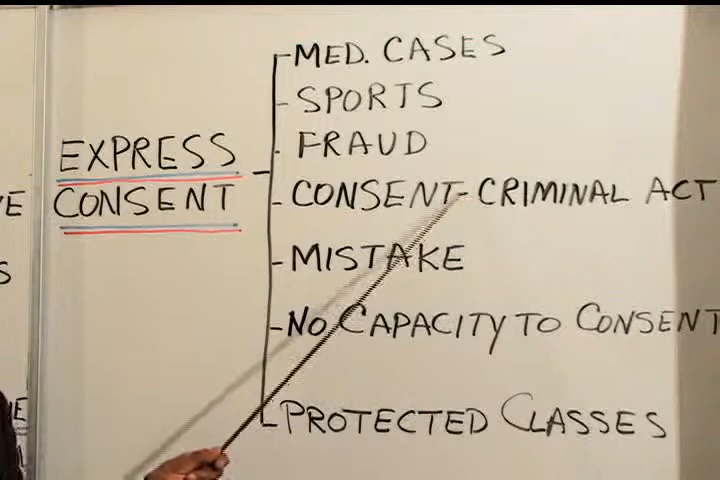 EXPRESS
CONSENT
MED. CASES
SPORTS
FRAUD
CONSENT-CRIMINAL ACT
MISTAKE
NO CAPACITY TO CONSENT
PROTECTED CLASSES